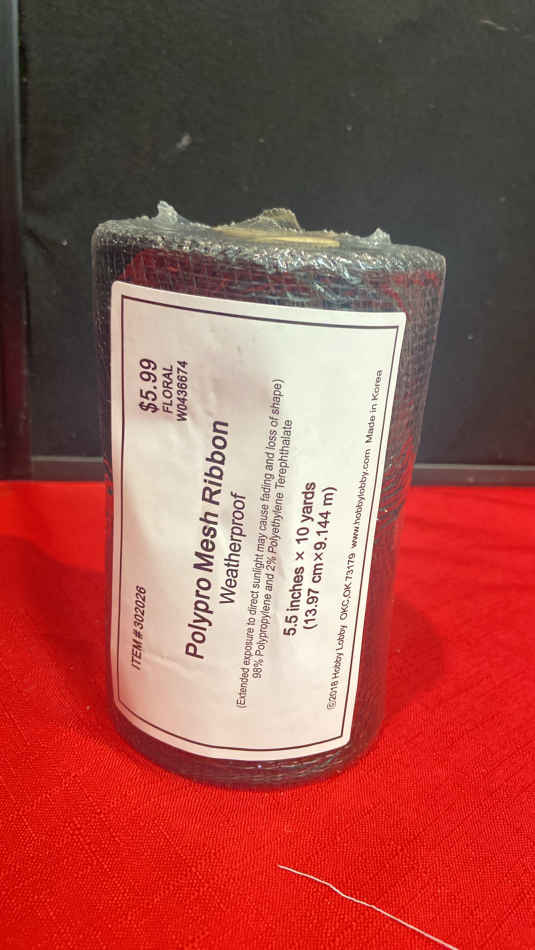 ITEM # 302026
$5.99
FLORAL
W0436674
Polypro Mesh Ribbon
Weatherproof
(Extended exposure to direct sunlight may cause fading and loss of shape)
98% Polypropylene and 2% Polyethylene Terephthalate
5.5 inches × 10 yards
(13.97 cm×9.144 m)
©2018 Hobby Lobby OKC,OK 73179 www.hobbylobby.com Made in Korea